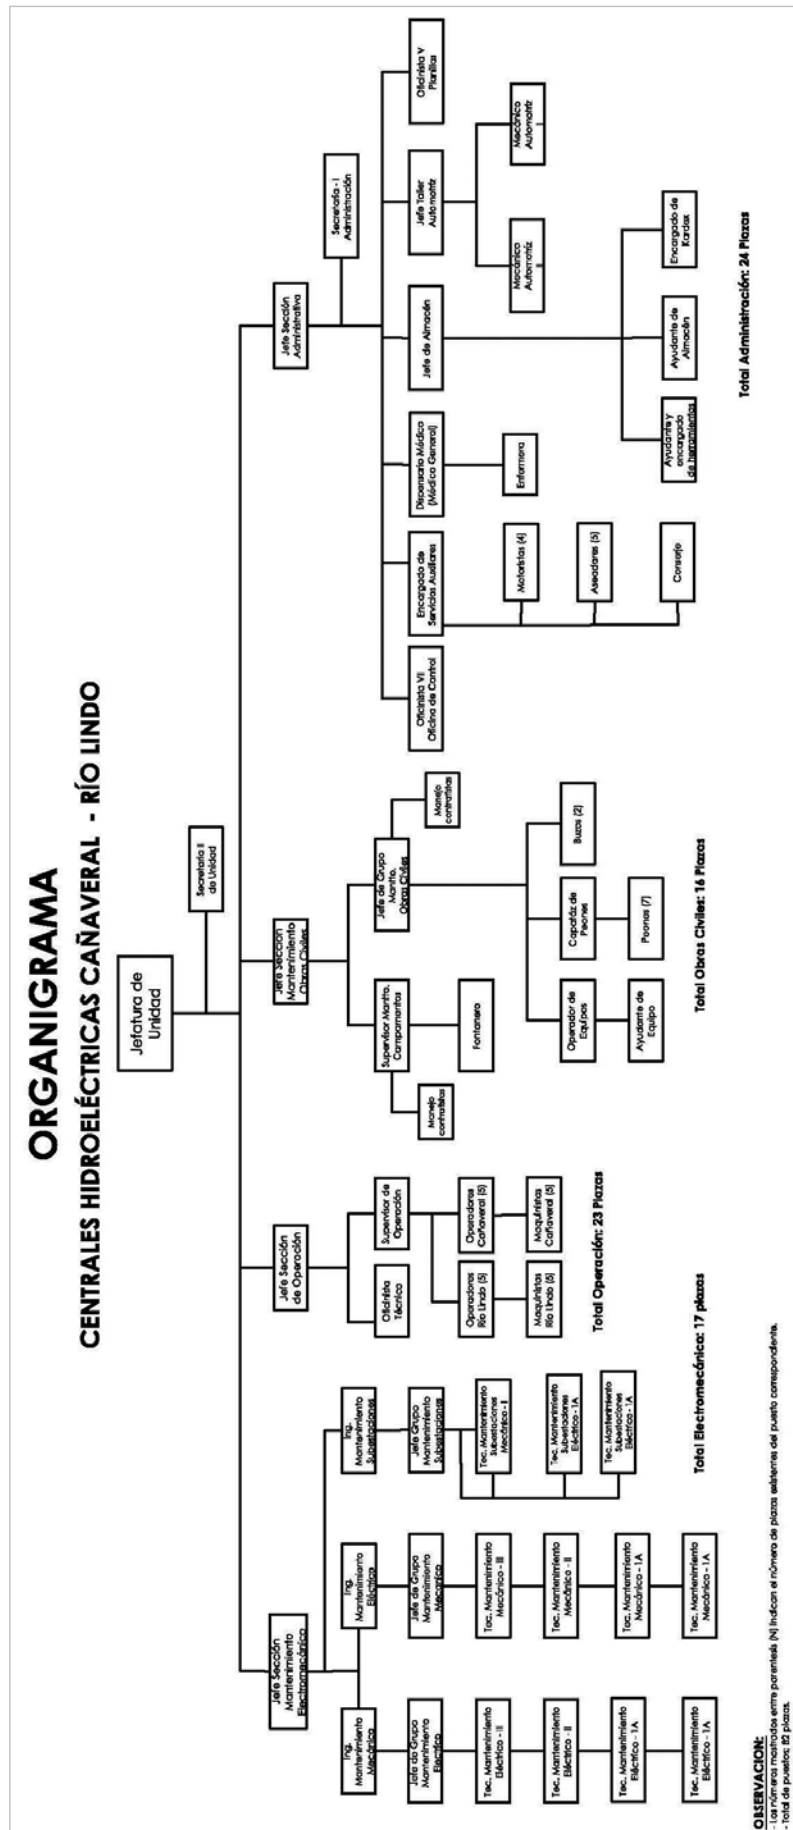 ORGANIGRAMA
CENTRALES HIDROELÉCTRICAS CAÑAVERAL - RÍO LINDO
Jefatura de
Unidad
Secretaria II
de Unidad
Jefe Sección
Mantenimiento
Electromecánico
Jefe Sección
de Operación
Jefe Sección
Mantenimiento
Obras Civiles
Jefe Sección
Administrativa
Secretaria - I
Administración
Ing.
Mantenimiento
Mecánico
Ing.
Mantenimiento
Eléctrico
Ing.
Mantenimiento
Subestaciones
Jefe de Grupo
Mantenimiento
Eléctrico
Jefe de Grupo
Mantenimiento
Mecánico
Jefe Grupo
Mantenimiento
Subestaciones
Tec. Mantenimiento
Eléctrico - II
Tec. Mantenimiento
Mecánico - III
Tec. Mantenimiento
Subestaciones
Mecánico - I
Tec. Mantenimiento
Eléctrico - II
Tec. Mantenimiento
Mecánico - II
Tec. Mantenimiento
Subestaciones
Eléctrico - 1A
Tec. Mantenimiento
Eléctrico - 1A
Tec. Mantenimiento
Mecánico - 1A
Tec. Mantenimiento
Subestaciones
Eléctrico - 1A
Tec. Mantenimiento
Eléctrico - 1A
Tec. Mantenimiento
Mecánico - 1A
Total Electromecánico: 17 plazas
Oficinista
Técnico
Supervisor de
Operación
Operadores
Río Lindo (5)
Operadores
Cañaveral (5)
Maquinistas
Río Lindo (5)
Maquinistas
Cañaveral (5)
Total Operación: 23 Plazas
Supervisor Mantto.
Campamentos
Manejo
contratistas
Fontanero
Jefe de Grupo
Mantto.
Obras Civiles
Manejo
contratistas
Operador de
Equipos
Capatáz de
Peones
Buzos (2)
Ayudante de
Equipo
Peones (7)
Total Obras Civiles: 16 Plazas
Oficinista VII
Oficina de Control
Encargado de
Servicios Auxiliares
Dispensario Médico
(Médico General)
Jefe de Almacén
Jefe Taller
Automotríz
Oficinista V
Planillas
Motoristas (4)
Aseadores (5)
Conserje
Enfermera
Mecánico
Automotríz
II
Mecánico
Automotríz
I
Ayudante y
encargado
de herramientas
Ayudante de
Almacén
Encargado de
Kardex
Total Administración: 24 Plazas
OBSERVACION:
- Los números mostrados entre parentesis (N) indican el número de plazas existentes del puesto correspondiente.
- Total de puestos: 82 plazas.